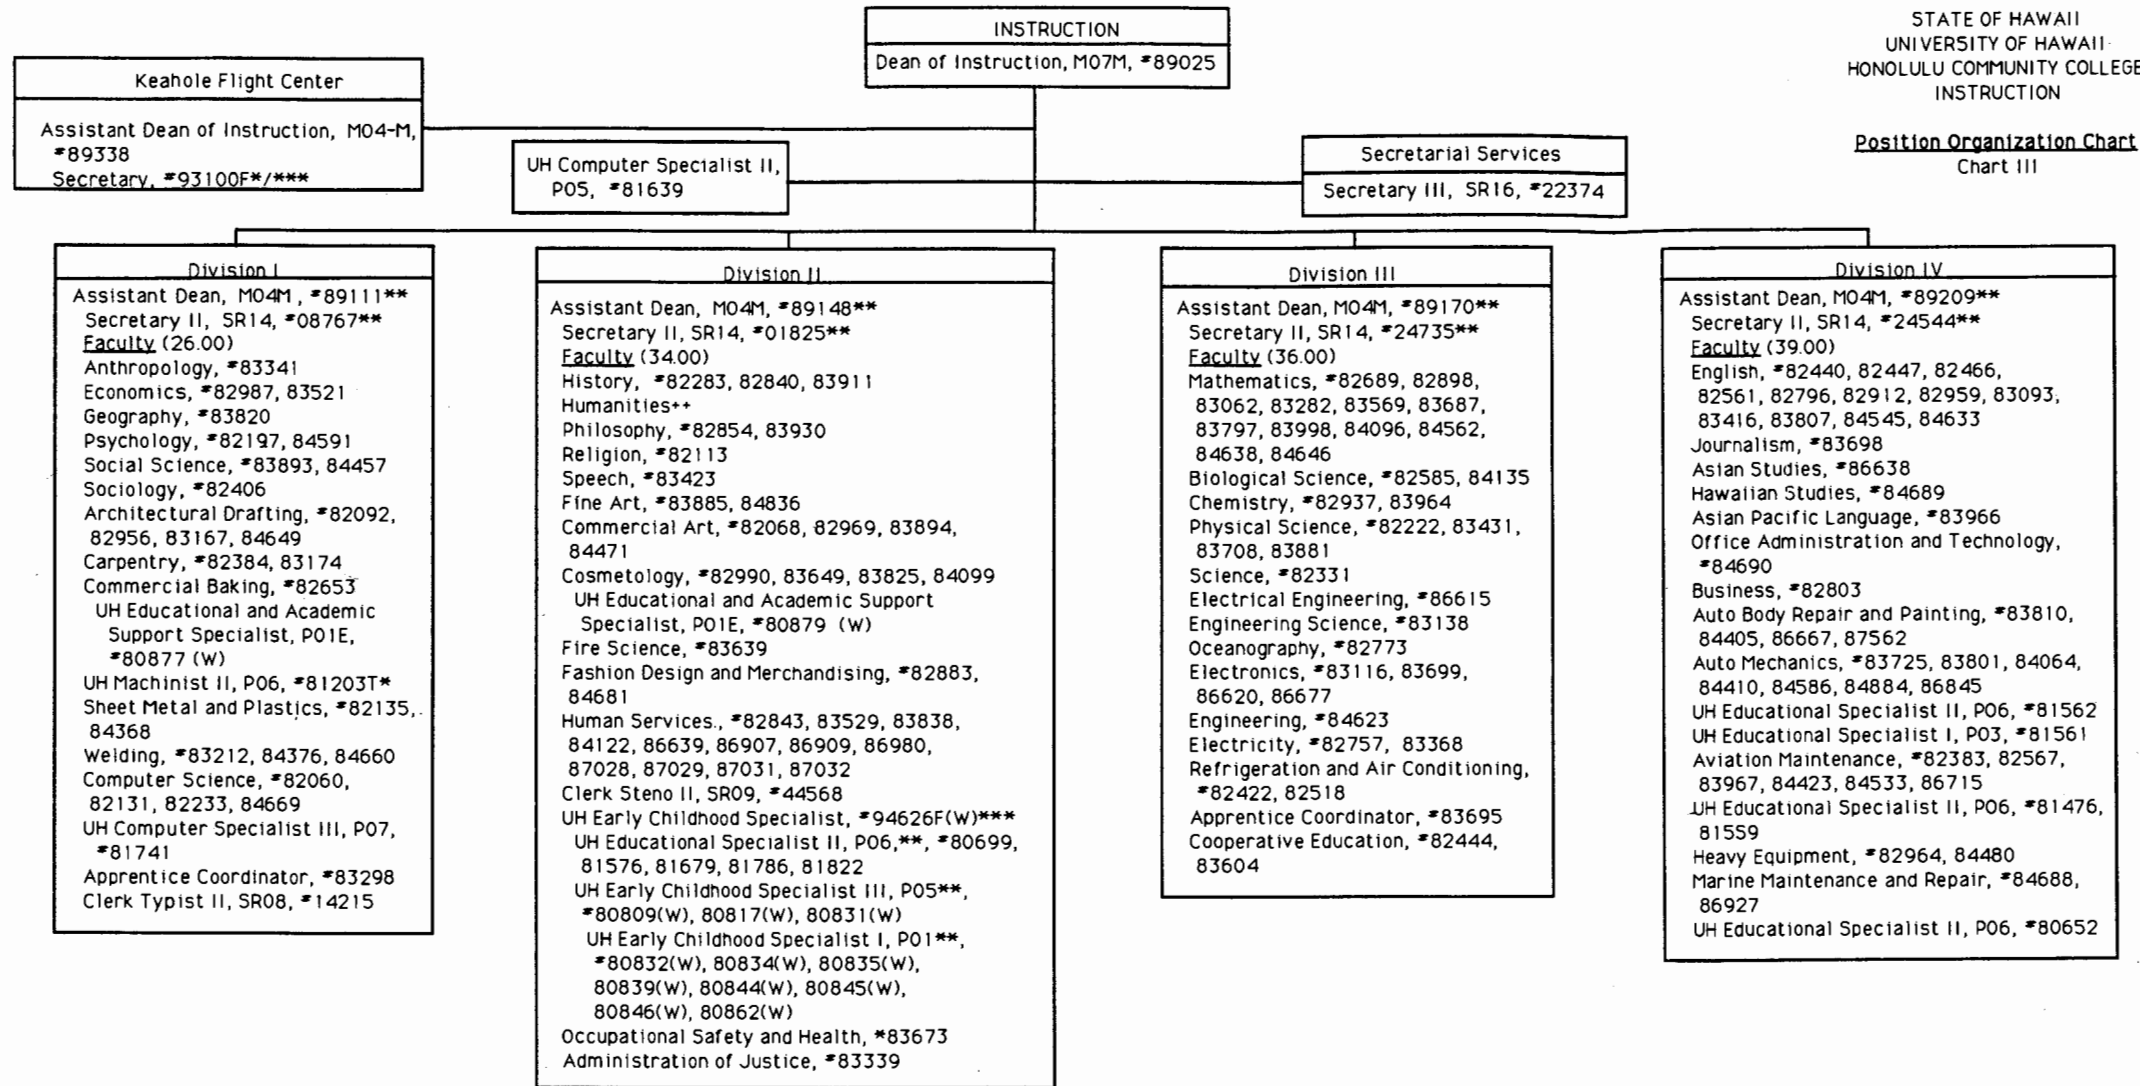 STATE OF HAWAII
UNIVERSITY OF HAWAII
HONOLULU COMMUNITY COLLEGE
INSTRUCTION
Position Organization Chart
Chart III
INSTRUCTION
Dean of Instruction, M07M, #89025
Keahole Flight Center
Assistant Dean of Instruction, M04-M,
#89338
Secretary, #93100F*/***
UH Computer Specialist II,
P05, #81639
Secretarial Services
Secretary III, SR16, #22374
Division I
Assistant Dean, M04M, #89111**
Secretary II, SR14, #08767**
Faculty (26.00)
Anthropology, #83341
Economics, #82987, 83521
Geography, #83820
Psychology, #82197, 84591
Social Science, #83893, 84457
Sociology, #82406
Architectural Drafting, #82092,
82956, 83167, 84649
Carpentry, #82384, 83174
Commercial Baking, #82653
UH Educational and Academic
Support Specialist, P01E,
#80877 (W)
UH Machinist II, P06, #81203T*
Sheet Metal and Plastics, #82135,
84368
Welding, #83212, 84376, 84660
Computer Science, #82060,
82131, 82233, 84669
UH Computer Specialist III, P07,
#81741
Apprentice Coordinator, #83298
Clerk Typist II, SR08, #14215
Division II
Assistant Dean, M04M, #89148**
Secretary II, SR14, #01825**
Faculty (34.00)
History, #82283, 82840, 83911
Humanities++
Philosophy, #82854, 83930
Religion, #82113
Speech, #83423
Fine Art, #83885, 84836
Commercial Art, #82068, 82969, 83894,
84471
Cosmetology, #82990, 83649, 83825, 84099
UH Educational and Academic Support
Specialist, P01E, #80879 (W)
Fire Science, #83639
Fashion Design and Merchandising, #82883,
84681
Human Services., #82843, 83529, 83838,
84122, 86639, 86907, 86909, 86980,
87028, 87029, 87031, 87032
Clerk Steno II, SR09, #44568
UH Early Childhood Specialist, #94626F(W)***
UH Educational Specialist II, P06,**, #80699,
81576, 81679, 81786, 81822
UH Early Childhood Specialist III, P05**,
#80809(W), 80817(W), 80831(W)
UH Early Childhood Specialist I, P01**,
#80832(W), 80834(W), 80835(W),
80839(W), 80844(W), 80845(W),
80846(W), 80862(W)
Occupational Safety and Health, *83673
Administration of Justice, #83339
Division III
Assistant Dean, M04M, #89170**
Secretary II, SR14, #24735**
Faculty (36.00)
Mathematics, #82689, 82898,
83062, 83282, 83569, 83687,
83797, 83998, 84096, 84562,
84638, 84646
Biological Science, #82585, 84135
Chemistry, #82937, 83964
Physical Science, #82222, 83431,
83708, 83881
Science, #82331
Electrical Engineering, #86615
Engineering Science, #83138
Oceanography, #82773
Electronics, #83116, 83699,
86620, 86677
Engineering, #84623
Electricity, #82757, 83368
Refrigeration and Air Conditioning,
#82422, 82518
Apprentice Coordinator, #83695
Cooperative Education, #82444,
83604
Division IV
Assistant Dean, M04M, #89209**
Secretary II, SR14, #24544**
Faculty (39.00)
English, #82440, 82447, 82466,
82561, 82796, 82912, 82959, 83093,
83416, 83807, 84545, 84633
Journalism, #83698
Asian Studies, #86638
Hawaiian Studies, #84689
Asian Pacific Language, #83966
Office Administration and Technology,
#84690
Business, #82803
Auto Body Repair and Painting, #83810,
84405, 86667, 87562
Auto Mechanics, #83725, 83801, 84064,
84410, 84586, 84884, 86845
UH Educational Specialist II, P06, #81562
UH Educational Specialist I, P03, #81561
Aviation Maintenance, #82383, 82567,
83967, 84423, 84533, 86715
UH Educational Specialist II, P06, #81476,
81559
Heavy Equipment, #82964, 84480
Marine Maintenance and Repair, #84688,
86927
UH Educational Specialist II, P06, #80652